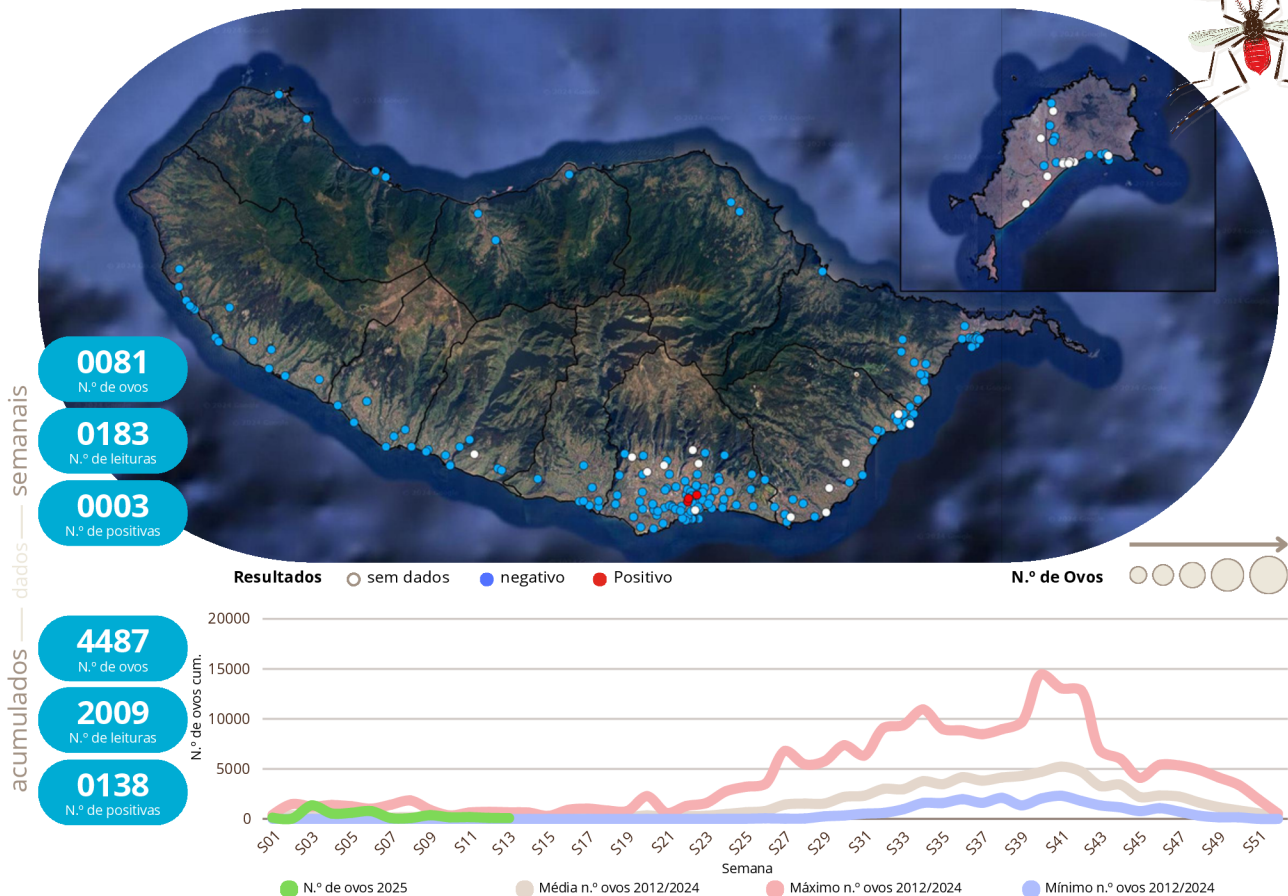 semanais
dados
acumulados
0081
N.º de ovos
0183
N.º de leituras
0003
N.º de positivas
Resultados
sem dados
negativo
Positivo
N.º de Ovos
4487
N.º de ovos
2009
N.º de leituras
0138
N.º de positivas
N.º de ovos cum.
20000
15000
10000
5000
0
S01
S03
S05
S07
S09
S11
S13
S15
S17
S19
S21
S23
S25
S27
S29
S31
S33
S35
S37
S39
S41
S43
S45
S47
S49
S51
Semana
N.º de ovos 2025
Média n.º ovos 2012/2024
Máximo n.º ovos 2012/2024
Mínimo n.º ovos 2012/2024